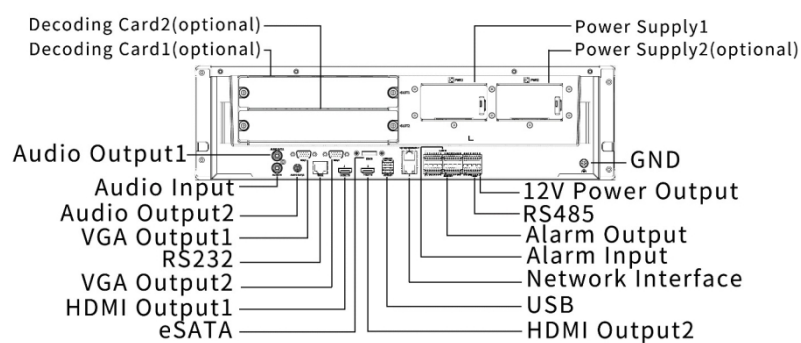 Decoding Card2(optional)
Decoding Card1(optional)
Power Supply1
Power Supply2(optional)
Audio Output1
Audio Input
Audio Output2
VGA Output1
RS232
VGA Output2
HDMI Output1
eSATA
GND
12V Power Output
RS485
Alarm Output
Alarm Input
Network Interface
USB
HDMI Output2